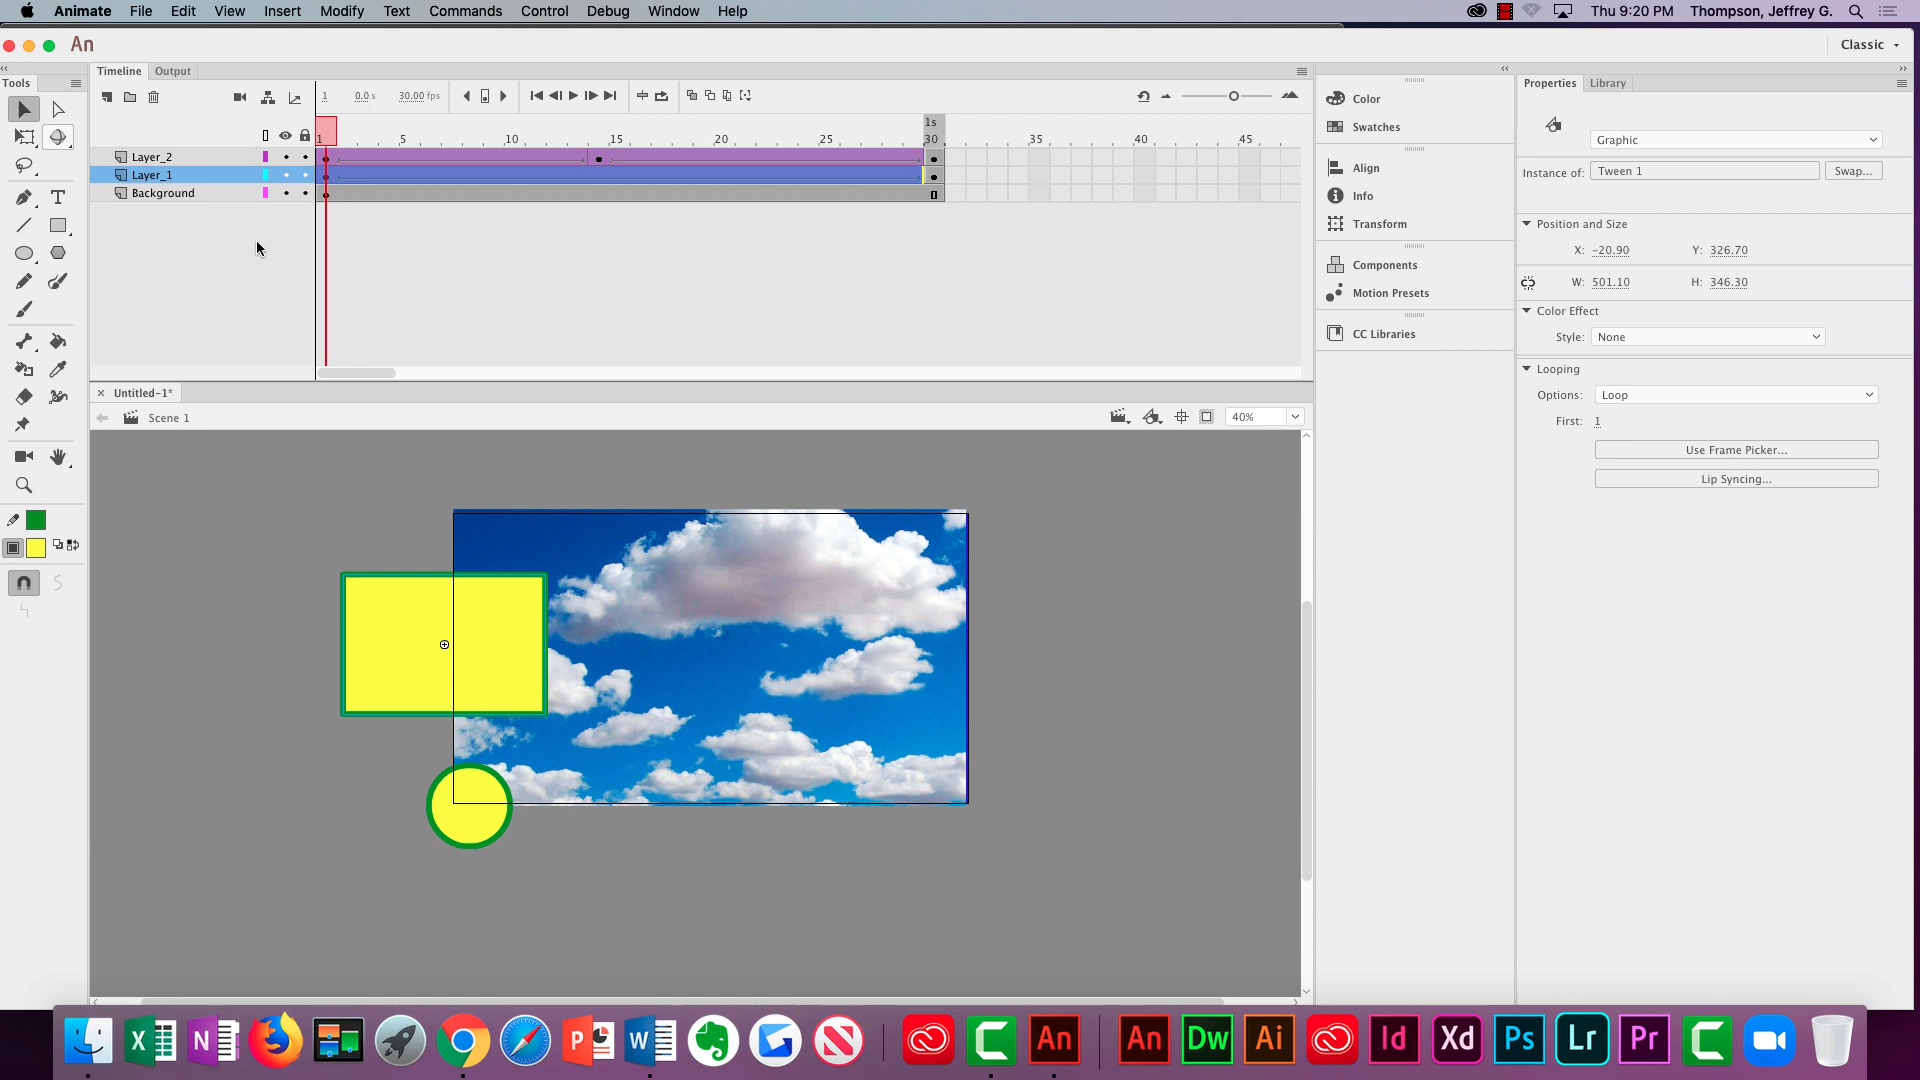 Animate File Edit View Insert Modify Text Commands Control Debug Window Help Thu 9:20 PM Thompson, Jeffrey G.
An Classic
Tools Timeline Output Properties Library
1 0.0 s 30.00 fps
1s
1 5 10 15 20 25 30 35 40 45
Layer_2
Layer_1
Background
Color
Swatches
Align
Info
Transform
Components
Motion Presets
CC Libraries
Graphic
Instance of: Tween 1 Swap...
Position and Size
X: -20.90 Y: 326.70
W: 501.10 H: 346.30
Color Effect
Style: None
Looping
Options: Loop
First: 1
Use Frame Picker...
Lip Syncing...
Untitled-1*
Scene 1 40%
X N P W N An An Dw Ai Id Xd Ps Lr Pr